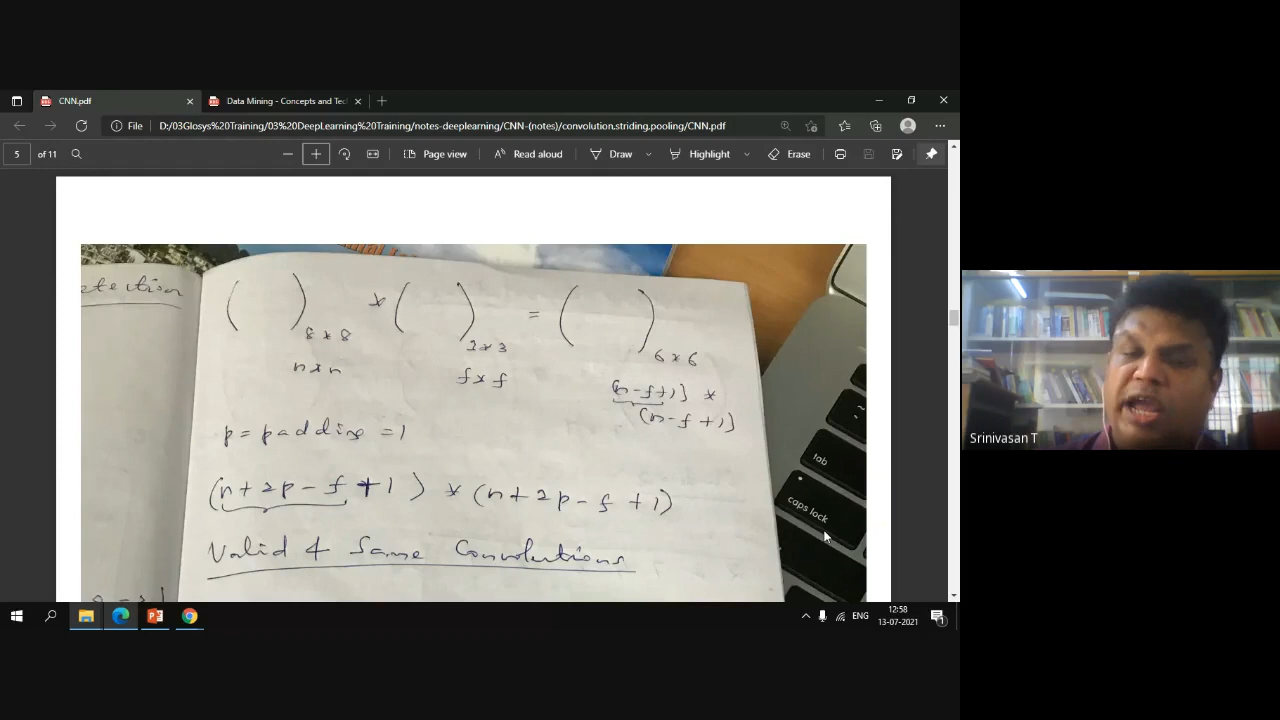 CNN.pdf
Data Mining - Concepts and Tec
File
D:/03Glosys%20Training/03%20DeepLearning%20Training/notes-deeplearning/CNN-(notes)/convolution.striding.pooling/CNN.pdf
5 of 11
Page view
Read aloud
Draw
Highlight
Erase
etection
( ) * ( ) = ( )
8 * 8
3 * 3
6 * 6
n * n
f * f
(n-f+1) *
(n-f+1)
p = padding = 1
(n+2p-f+1) * (n+2p-f+1)
Valid & Same Convolutions
tab
caps lock
Srinivasan T
ENG
12:58
13-07-2021
1